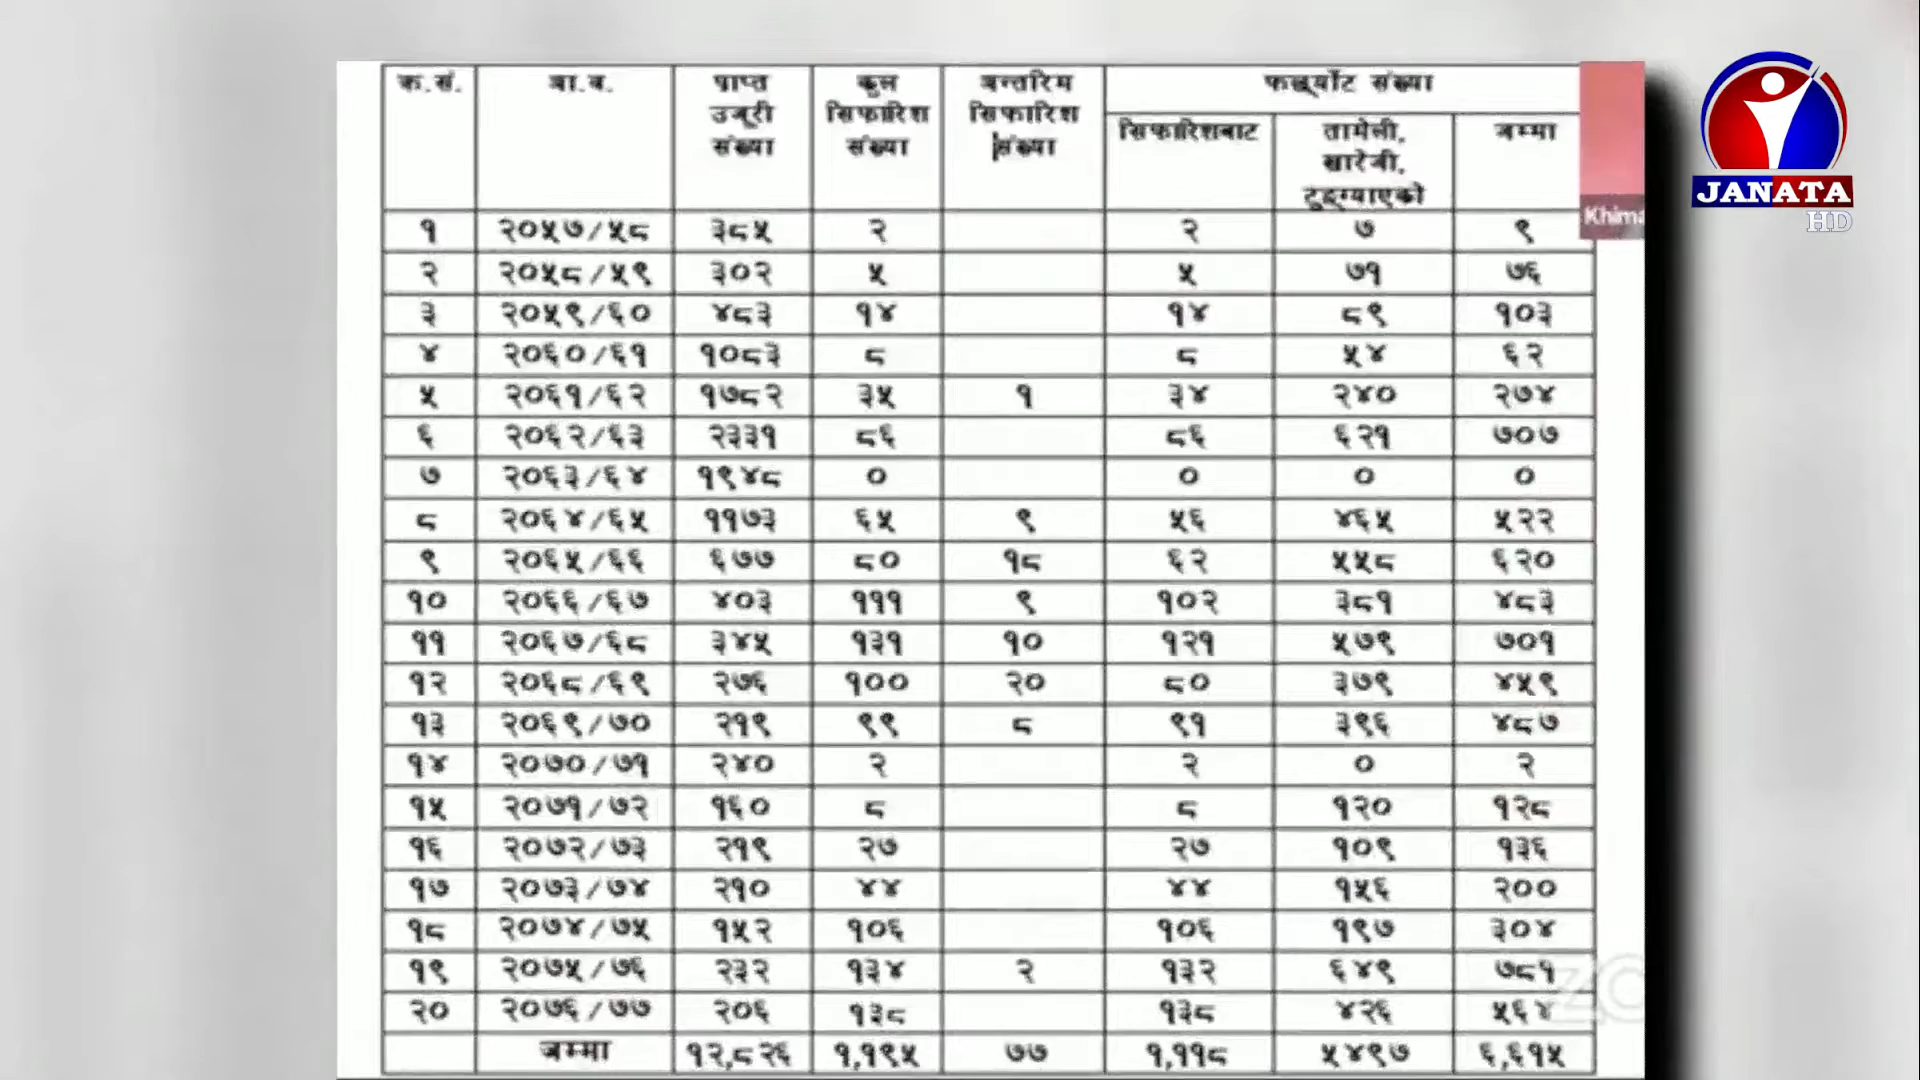 क्र.सं. आ.व. प्राप्त उजूरी संख्या कुल सिफारिश संख्या अन्तरिम सिफारिश संख्या फछ्र्यौट संख्या
सिफारिशबाट तामेली, खारेजी, टुङ्ग्याएको जम्मा
१ २०५७/५८ ३८५ २ २ ७ ९
२ २०५८/५९ ३०२ ५ ५ ७१ ७६
३ २०५९/६० ४८३ १४ १४ ८९ १०३
४ २०६०/६१ १०८३ ८ ८ ५४ ६२
५ २०६१/६२ १७८२ ३५ १ ३४ २४० २७४
६ २०६२/६३ २३३१ ८६ ८६ ६२१ ७०७
७ २०६३/६४ १९४८ ० ० ० ०
८ २०६४/६५ ११७३ ६५ ९ ५६ ४६५ ५२२
९ २०६५/६६ ६७७ ८० १८ ६२ ५५८ ६२०
१० २०६६/६७ ४०३ १११ ९ १०२ ३८१ ४८३
११ २०६७/६८ ३४५ १३१ १० १२१ ५७९ ७०१
१२ २०६८/६९ २७६ १०० २० ८० ३७९ ४५९
१३ २०६९/७० २१९ ९९ ८ ९१ ३९६ ४८७
१४ २०७०/७१ २४० २ २ ० २
१५ २०७१/७२ १६० ८ ८ १२० १२८
१६ २०७२/७३ २१९ २७ २७ १०९ १३६
१७ २०७३/७४ २१० ४४ ४४ १५६ २००
१८ २०७४/७५ १५२ १०६ १०६ १९७ ३०४
१९ २०७५/७६ २३२ १३४ २ १३२ ६४९ ७८१
२० २०७६/७७ २०६ १३८ १३८ ४२६ ५६४
जम्मा १२,८२६ १,१९५ ७७ १,११८ ५४९७ ६,६१५
Khima
JANATA
HD